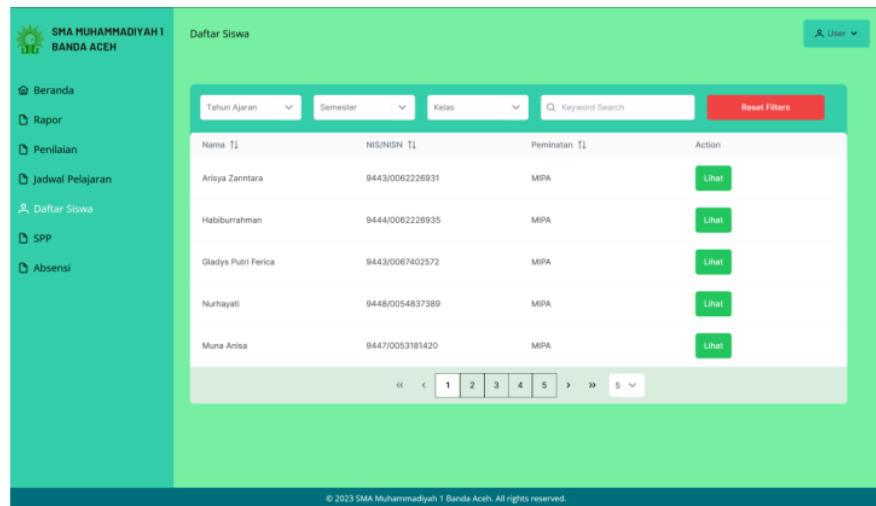 SMA MUHAMMADIYAH 1
BANDA ACEH
Daftar Siswa
User
Beranda
Rapor
Penilaian
Jadwal Pelajaran
Daftar Siswa
SPP
Absensi
Tahun Ajaran Semester Kelas Keyword Search Reset Filters
Nama NIS/NISN Peminatan Action
Arisya Zanntara 9443/0062226931 MIPA Lihat
Habiburrahman 9444/0062226935 MIPA Lihat
Gladys Putri Ferica 9443/0067402572 MIPA Lihat
Nurhayati 9448/0054837389 MIPA Lihat
Muna Anisa 9447/0053181420 MIPA Lihat
« < 1 2 3 4 5 > » 5
© 2023 SMA Muhammadiyah 1 Banda Aceh. All rights reserved.